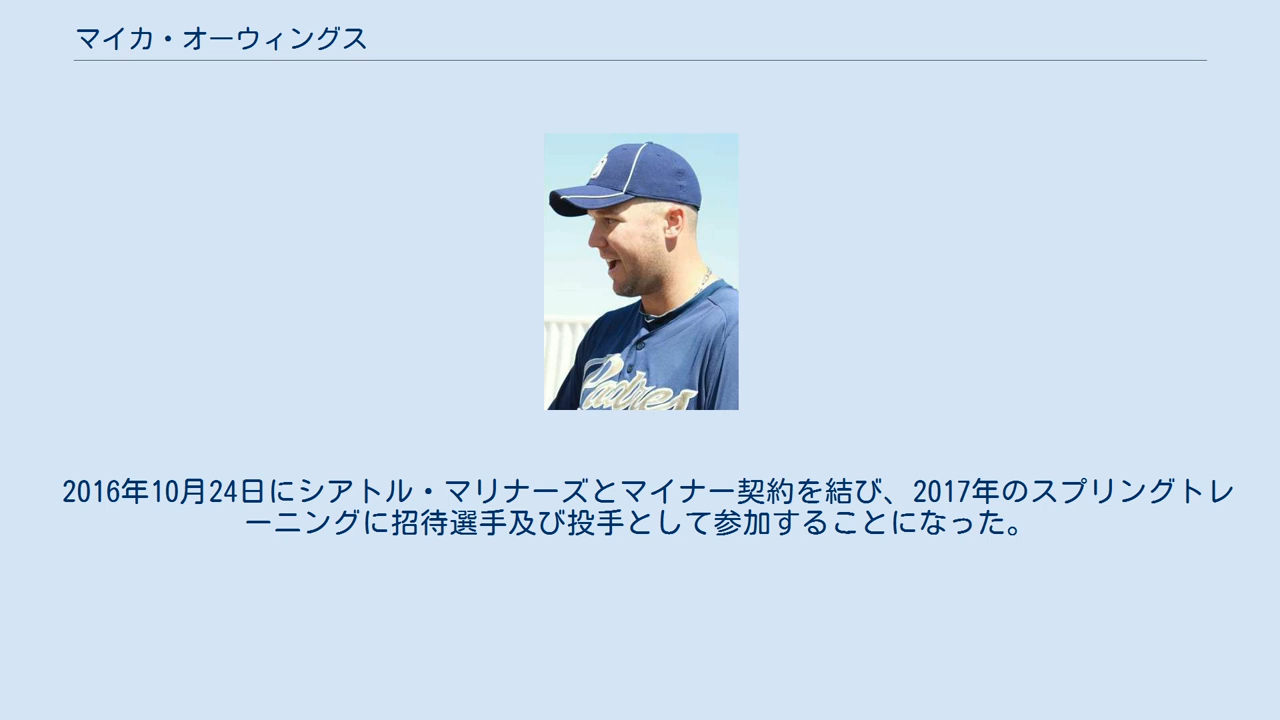 マイカ・オーウィングス
Padres
2016年10月24日にシアトル・マリナーズとマイナー契約を結び、2017年のスプリングトレ
ーニングに招待選手及び投手として参加することになった。